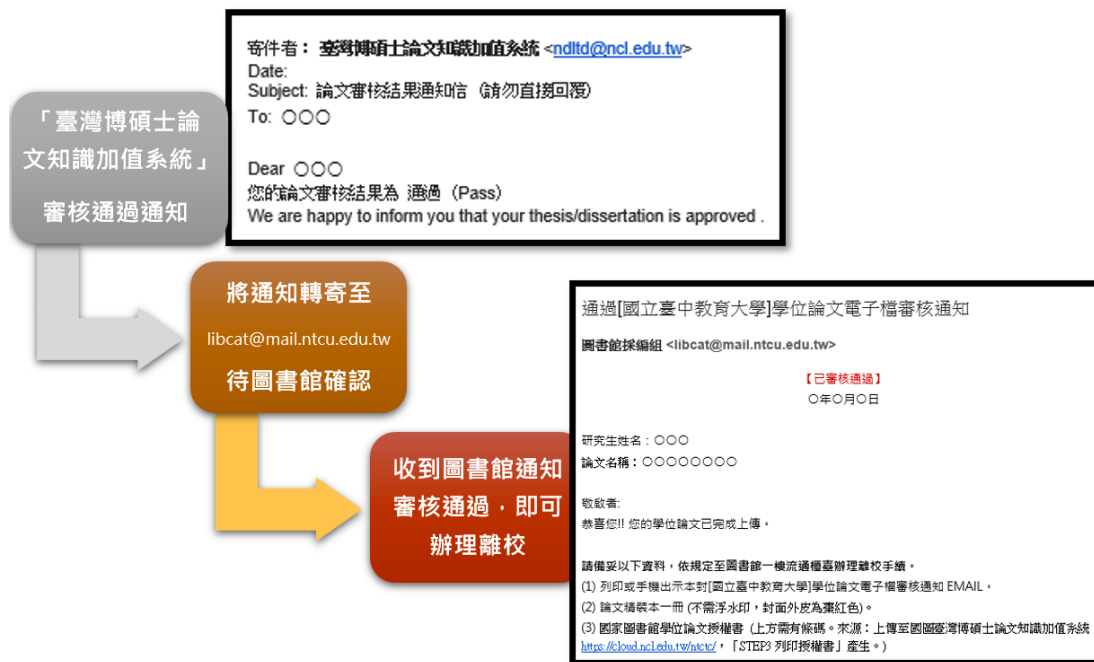 寄件者： 臺灣博碩士論文知識加值系統 <ndltd@ncl.edu.tw>
Date:
Subject: 論文審核結果通知信（請勿直接回覆）
To: ○○○
Dear ○○○
您的論文審核結果為 通過（Pass）
We are happy to inform you that your thesis/dissertation is approved .
「臺灣博碩士論
文知識加值系統」
審核通過通知
將通知轉寄至
libcat@mail.ntcu.edu.tw
待圖書館確認
收到圖書館通知
審核通過，即可
辦理離校
通過[國立臺中教育大學]學位論文電子檔審核通知
圖書館採編組 <libcat@mail.ntcu.edu.tw>
【已審核通過】
○年○月○日
研究生姓名：○○○
論文名稱：○○○○○○○○
敬啟者:
恭喜您!! 您的學位論文已完成上傳。
請備妥以下資料，依規定至圖書館一樓流通櫃臺辦理離校手續。
(1) 列印或手機出示本封[國立臺中教育大學]學位論文電子檔審核通知 EMAIL。
(2) 論文精裝本一冊 (不需浮水印，封面外皮為棗紅色)。
(3) 國家圖書館學位論文授權書 (上方需有條碼。來源：上傳至國圖臺灣博碩士論文知識加值系統
https://cloud.ncl.edu.tw/ntctc/，「STEP3 列印授權書」產生。)